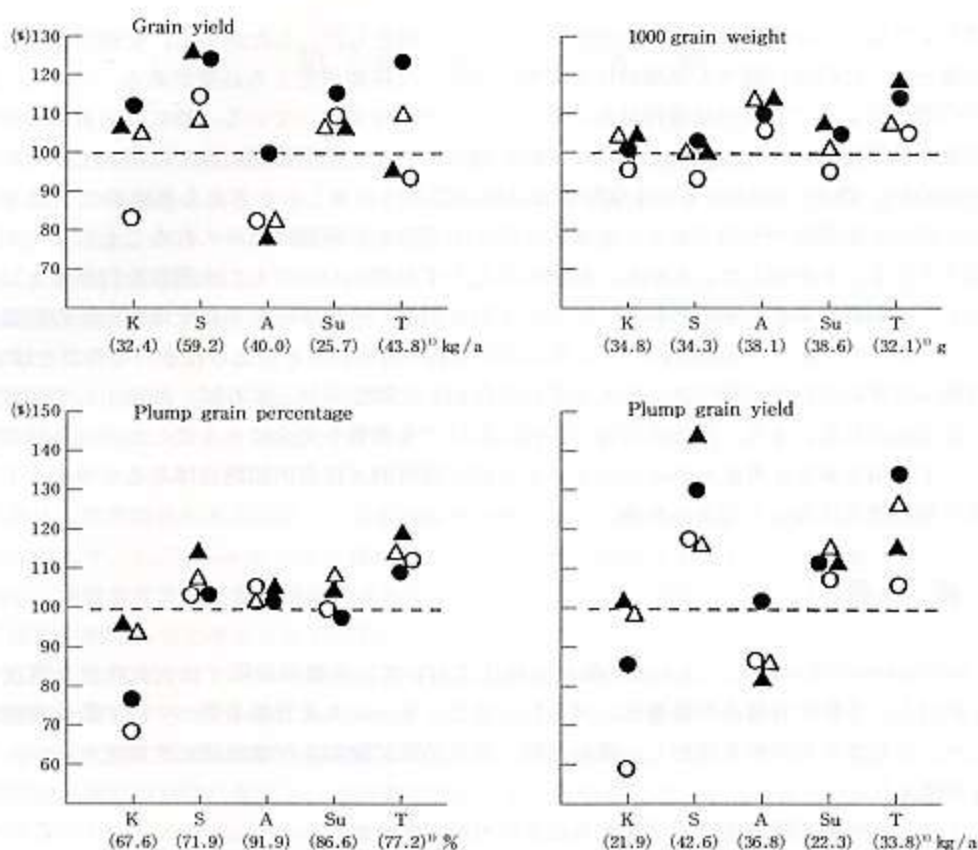 Grain yield
(%)130
120
110
100
90
80
70
K S A Su T
(32.4) (59.2) (40.0) (25.7) (43.8)¹⁾ kg/a
1000 grain weight
K S A Su T
(34.8) (34.3) (38.1) (38.6) (32.1)¹⁾ g
Plump grain percentage
(%)150
140
130
120
110
100
90
80
70
60
K S A Su T
(67.6) (71.9) (91.9) (86.6) (77.2)¹⁾ %
Plump grain yield
K S A Su T
(21.9) (42.6) (36.8) (22.3) (33.8)¹⁾ kg/a